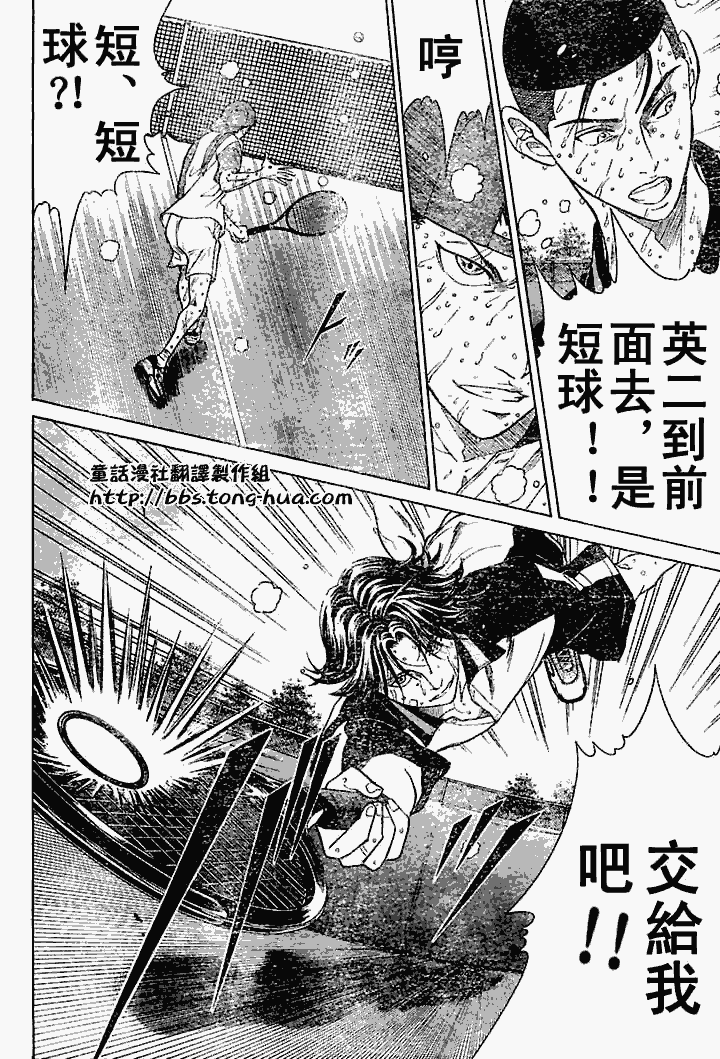 英二到前
面去，是
短球！！
哼
短、短
球?!
童話漫社翻譯製作組
http://bbs.tong-hua.com
交給我
吧!!